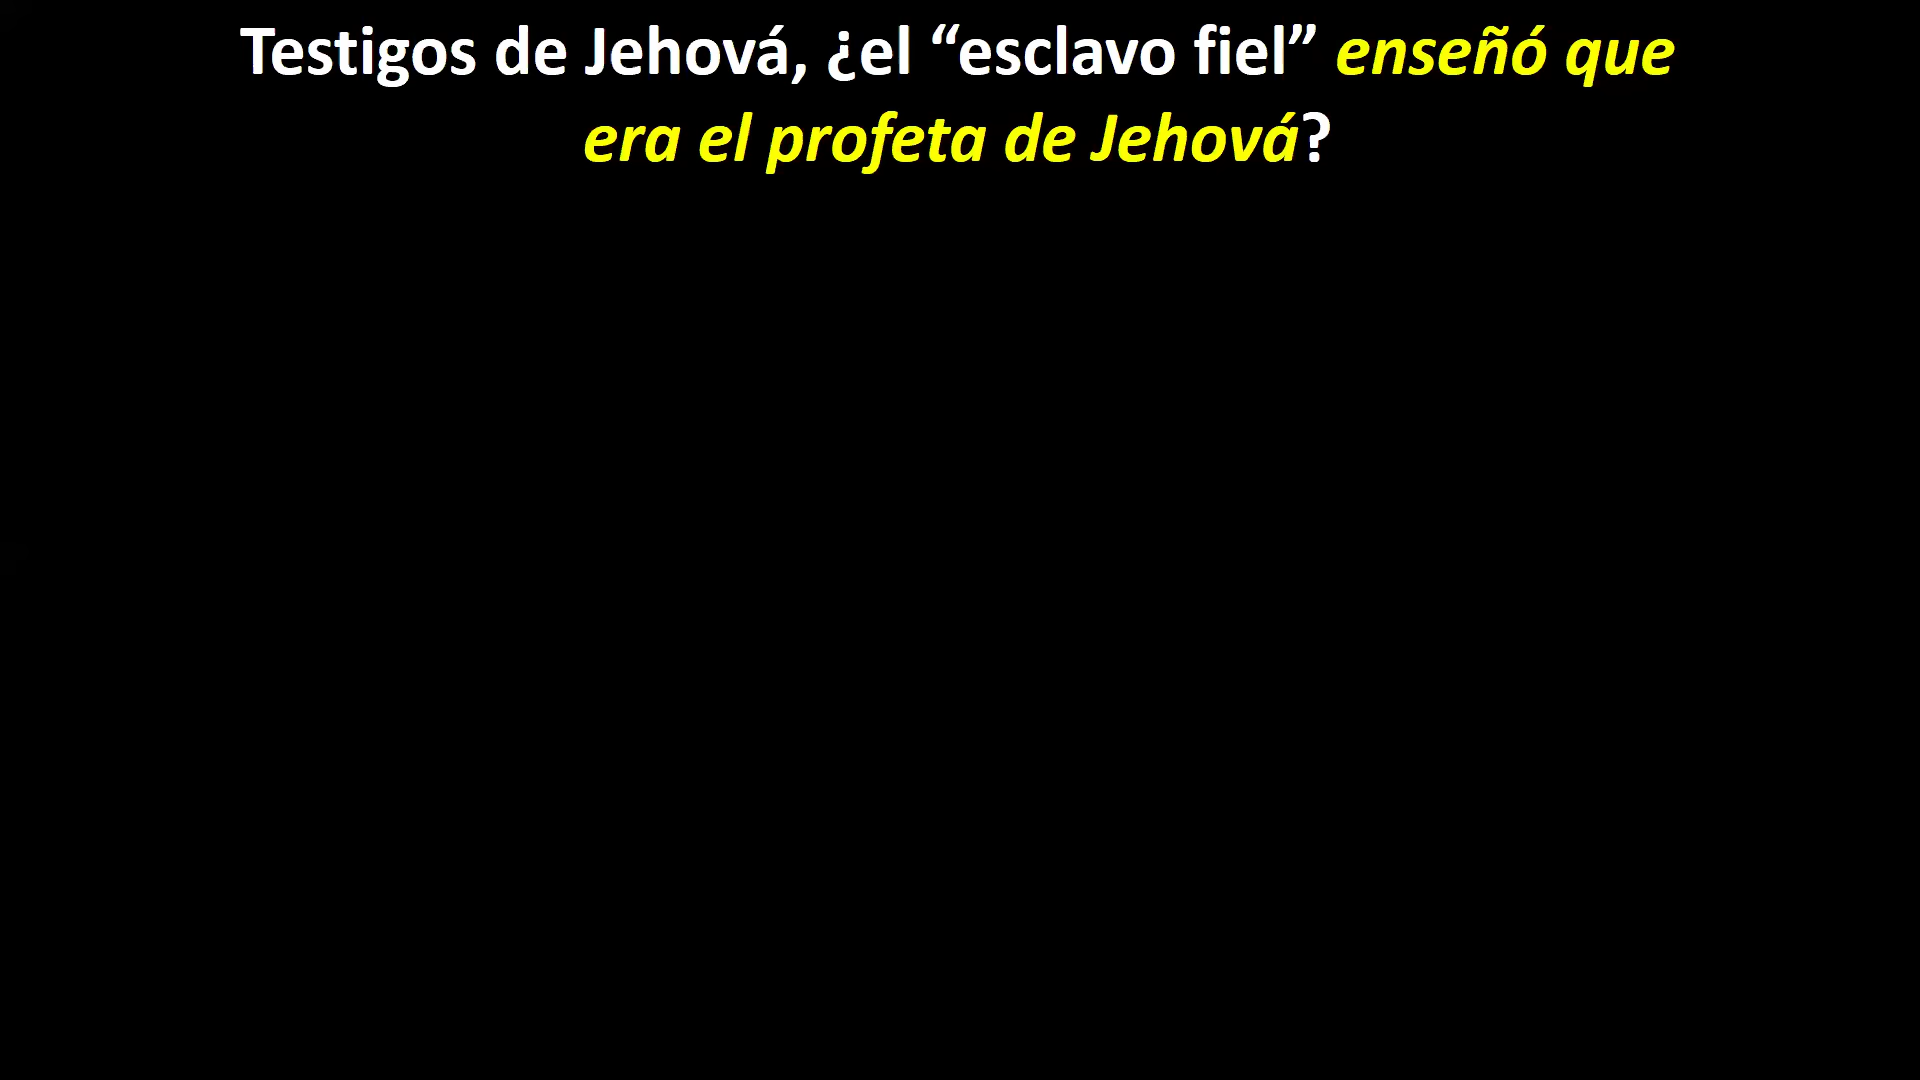 Testigos de Jehová, ¿el “esclavo fiel” enseñó que
era el profeta de Jehová?